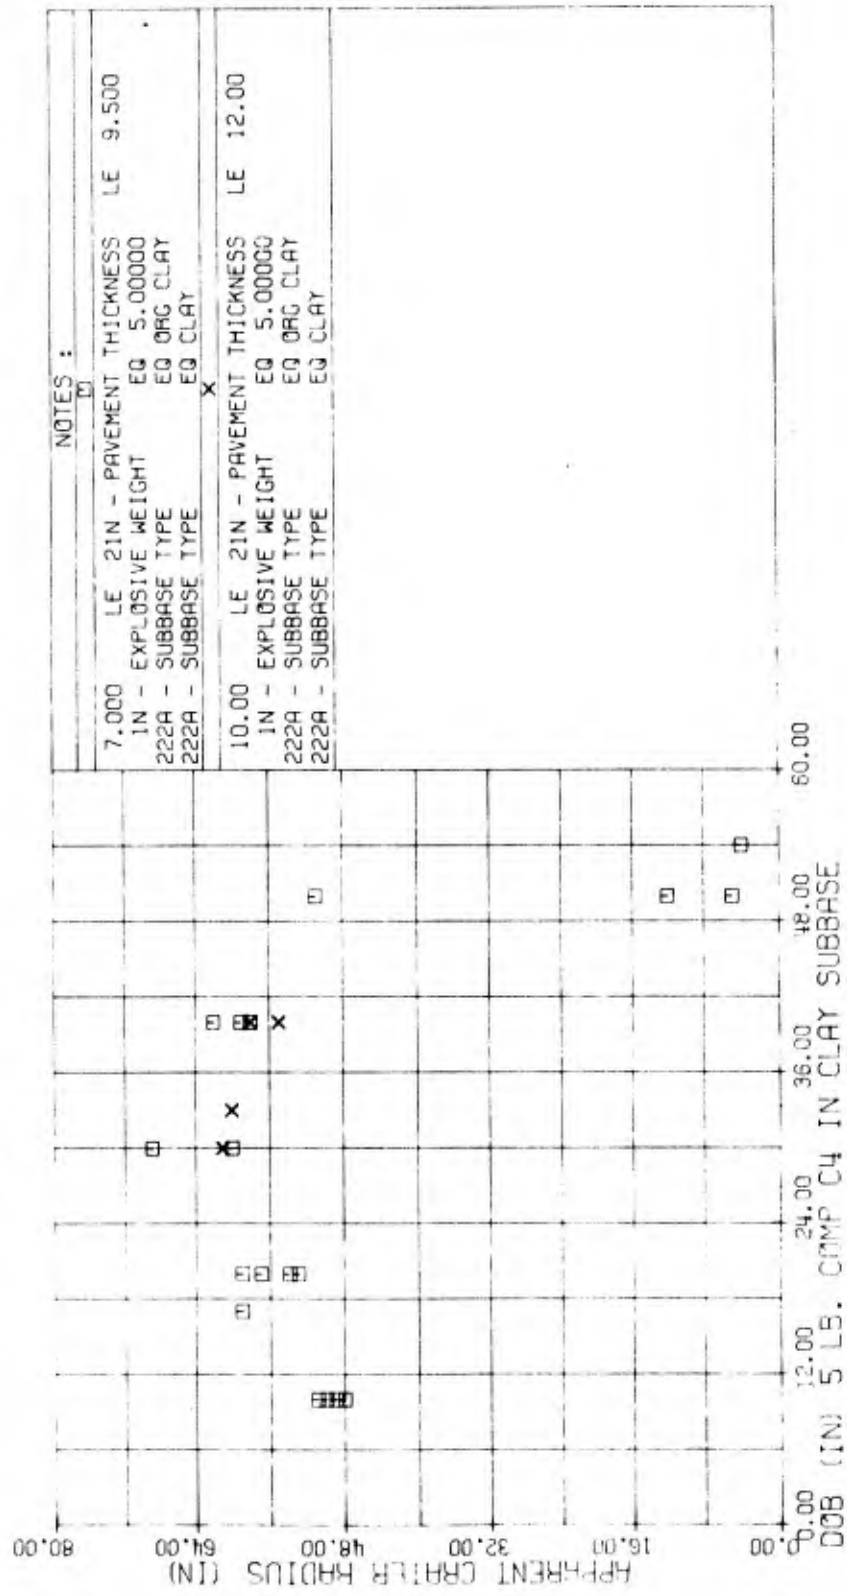 NOTES :
7.000 LE 21N - PAVEMENT THICKNESS LE 9.500
1N - EXPLOSIVE WEIGHT EQ 5.00000
222A - SUBBASE TYPE EQ ORG CLAY
222A - SUBBASE TYPE EQ CLAY
10.00 LE 21N - PAVEMENT THICKNESS LE 12.00
1N - EXPLOSIVE WEIGHT EQ 5.00000
222A - SUBBASE TYPE EQ ORG CLAY
222A - SUBBASE TYPE EQ CLAY
80.00
64.00
48.00
32.00
16.00
0.00
APPARENT CRATER RADIUS (IN)
0.00 12.00 24.00 36.00 48.00 60.00
DOB (IN) 5 LB. COMP C4 IN CLAY SUBBASE